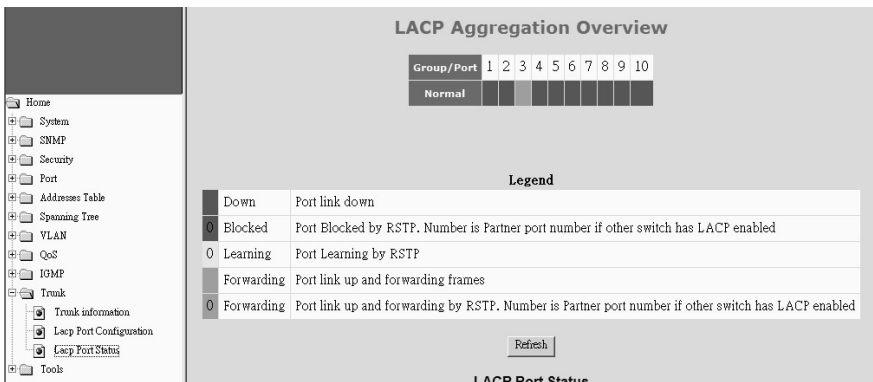 LACP Aggregation Overview
Group/Port 1 2 3 4 5 6 7 8 9 10
Normal
Home
System
SNMP
Security
Port
Addresses Table
Spanning Tree
VLAN
QoS
IGMP
Trunk
Trunk information
Lacp Port Configuration
Lacp Port Status
Tools
Legend
Down Port link down
0 Blocked Port Blocked by RSTP. Number is Partner port number if other switch has LACP enabled
0 Learning Port Learning by RSTP
Forwarding Port link up and forwarding frames
0 Forwarding Port link up and forwarding by RSTP. Number is Partner port number if other switch has LACP enabled
Refresh
LACP Port Status